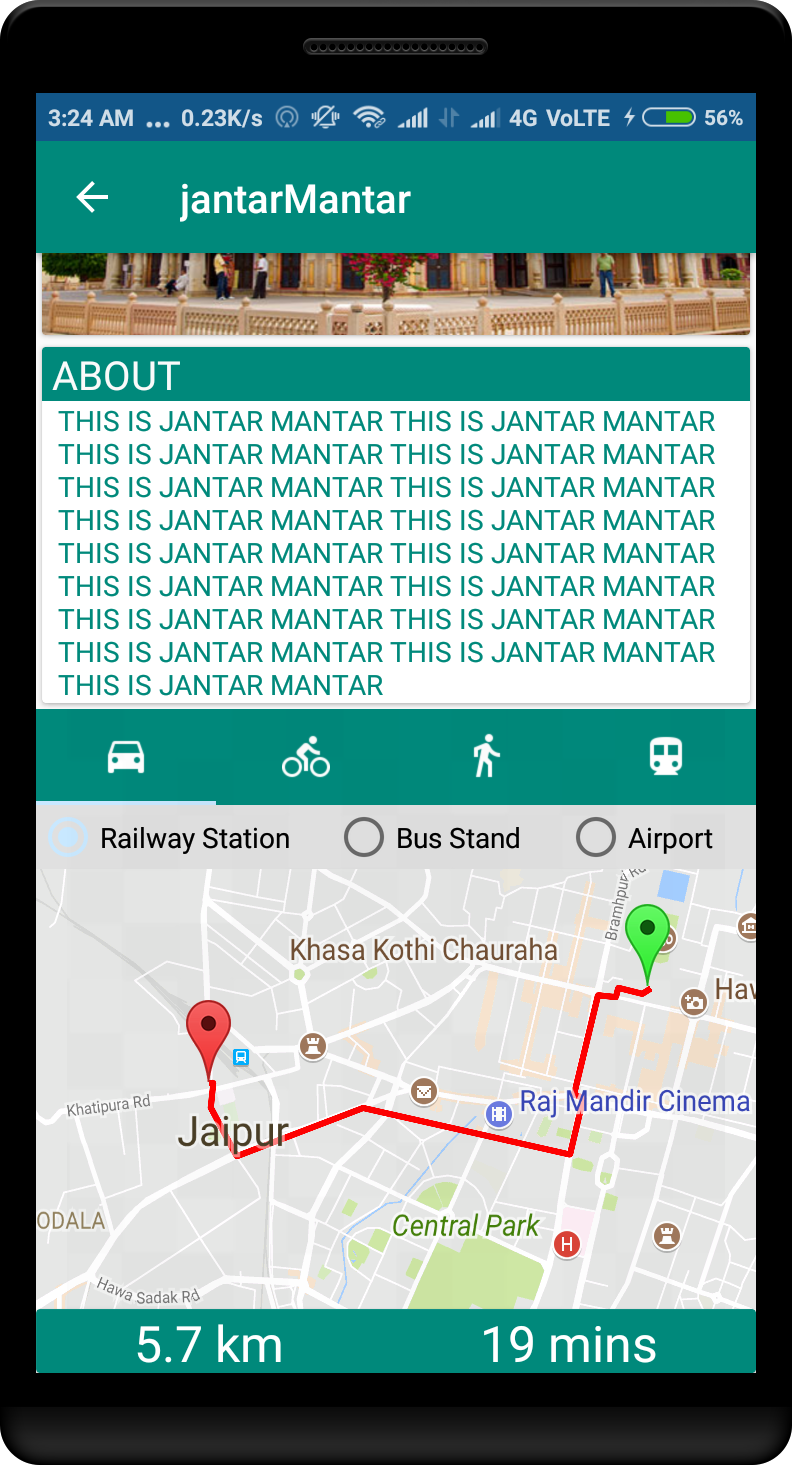 3:24 AM ... 0.23K/s 4G VoLTE 56%
jantarMantar
ABOUT
THIS IS JANTAR MANTAR THIS IS JANTAR MANTAR
THIS IS JANTAR MANTAR THIS IS JANTAR MANTAR
THIS IS JANTAR MANTAR THIS IS JANTAR MANTAR
THIS IS JANTAR MANTAR THIS IS JANTAR MANTAR
THIS IS JANTAR MANTAR THIS IS JANTAR MANTAR
THIS IS JANTAR MANTAR THIS IS JANTAR MANTAR
THIS IS JANTAR MANTAR THIS IS JANTAR MANTAR
THIS IS JANTAR MANTAR THIS IS JANTAR MANTAR
THIS IS JANTAR MANTAR
Railway Station Bus Stand Airport
Bramhpuri Rd
Khasa Kothi Chauraha
Haw
Khatipura Rd
Raj Mandir Cinema
Jaipur
ODALA
Central Park
H
Hawa Sadak Rd
5.7 km 19 mins